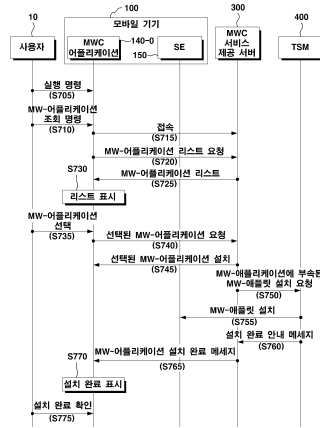 100
모바일 기기
10
사용자
MWC
어플리케이션
140-0
150
SE
300
MWC
서비스
제공 서버
400
TSM
실행 명령
(S705)
MW-어플리케이션
조회 명령
(S710)
접속
(S715)
MW-어플리케이션 리스트 요청
(S720)
MW-어플리케이션 리스트
(S725)
S730
리스트 표시
MW-어플리케이션
선택
(S735)
선택된 MW-어플리케이션 요청
(S740)
선택된 MW-어플리케이션 설치
(S745)
MW-애플리케이션에 부속된
MW-애플릿 설치 요청
(S750)
MW-애플릿 설치
(S755)
설치 완료 안내 메세지
(S760)
MW-어플리케이션 설치 완료 메세지
(S765)
S770
설치 완료 표시
설치 완료 확인
(S775)